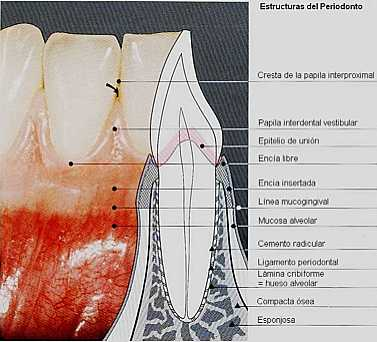 Estructuras del Periodonto
Cresta de la papila interproximal
Papila interdental vestibular
Epitelio de unión
Encía libre
Encía insertada
Línea mucogingival
Mucosa alveolar
Cemento radicular
Ligamento periodontal
Lámina cribiforme
= hueso alveolar
Compacta ósea
Esponjosa